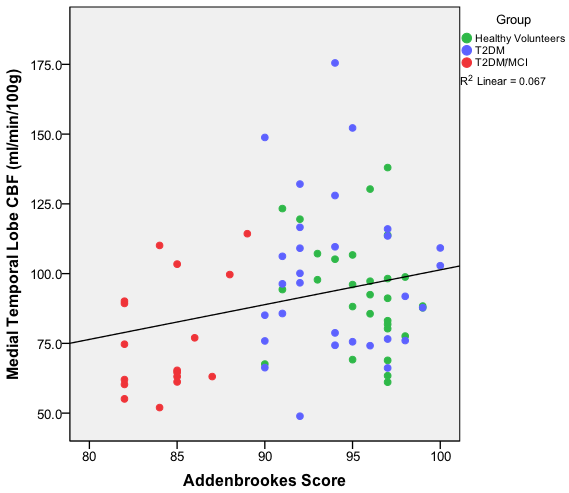 Group
Healthy Volunteers
T2DM
T2DM/MCI
R² Linear = 0.067
Medial Temporal Lobe CBF (ml/min/100g)
175.0
150.0
125.0
100.0
75.0
50.0
80 85 90 95 100
Addenbrookes Score